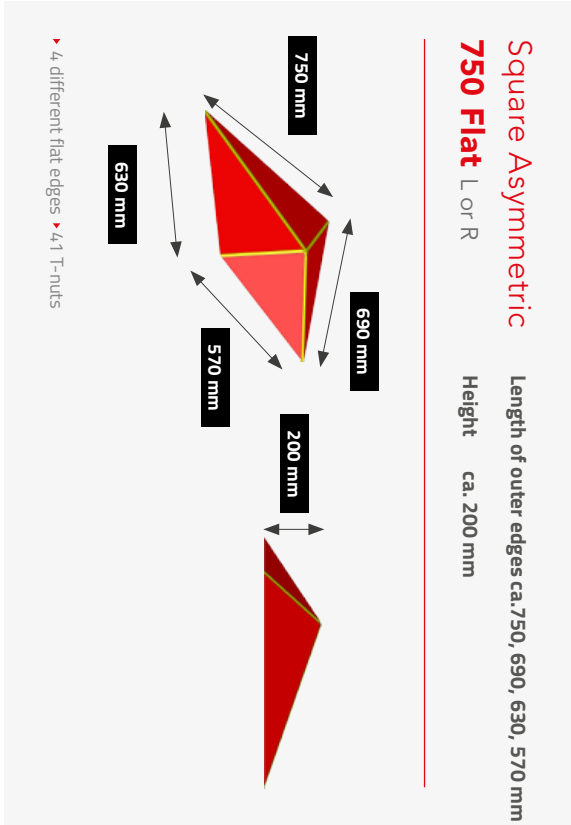 Square Asymmetric
750 Flat L or R
Length of outer edges ca.750, 690, 630, 570 mm
Height ca. 200 mm
750 mm
690 mm
630 mm
570 mm
200 mm
4 different flat edges 41 T-nuts